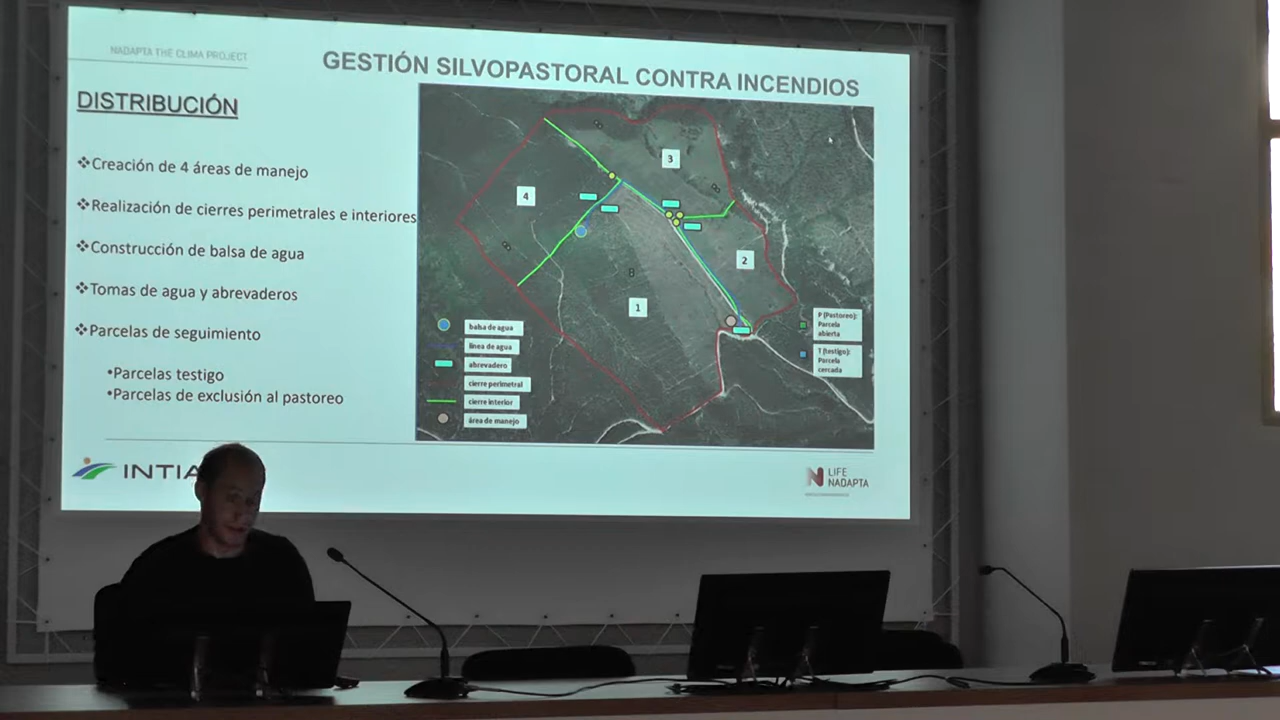 NADAPTA THE CLIMA PROJECT
GESTIÓN SILVOPASTORAL CONTRA INCENDIOS
DISTRIBUCIÓN
❖Creación de 4 áreas de manejo
❖Realización de cierres perimetrales e interiores
❖Construcción de balsa de agua
❖Tomas de agua y abrevaderos
❖Parcelas de seguimiento
•Parcelas testigo
•Parcelas de exclusión al pastoreo
3
4
2
B
1
balsa de agua
línea de agua
abrevadero
cierre perimetral
cierre interior
área de manejo
P (Pastoreo):
Parcela
abierta
T (testigo):
Parcela
cercada
INTIA
LIFE
NADAPTA